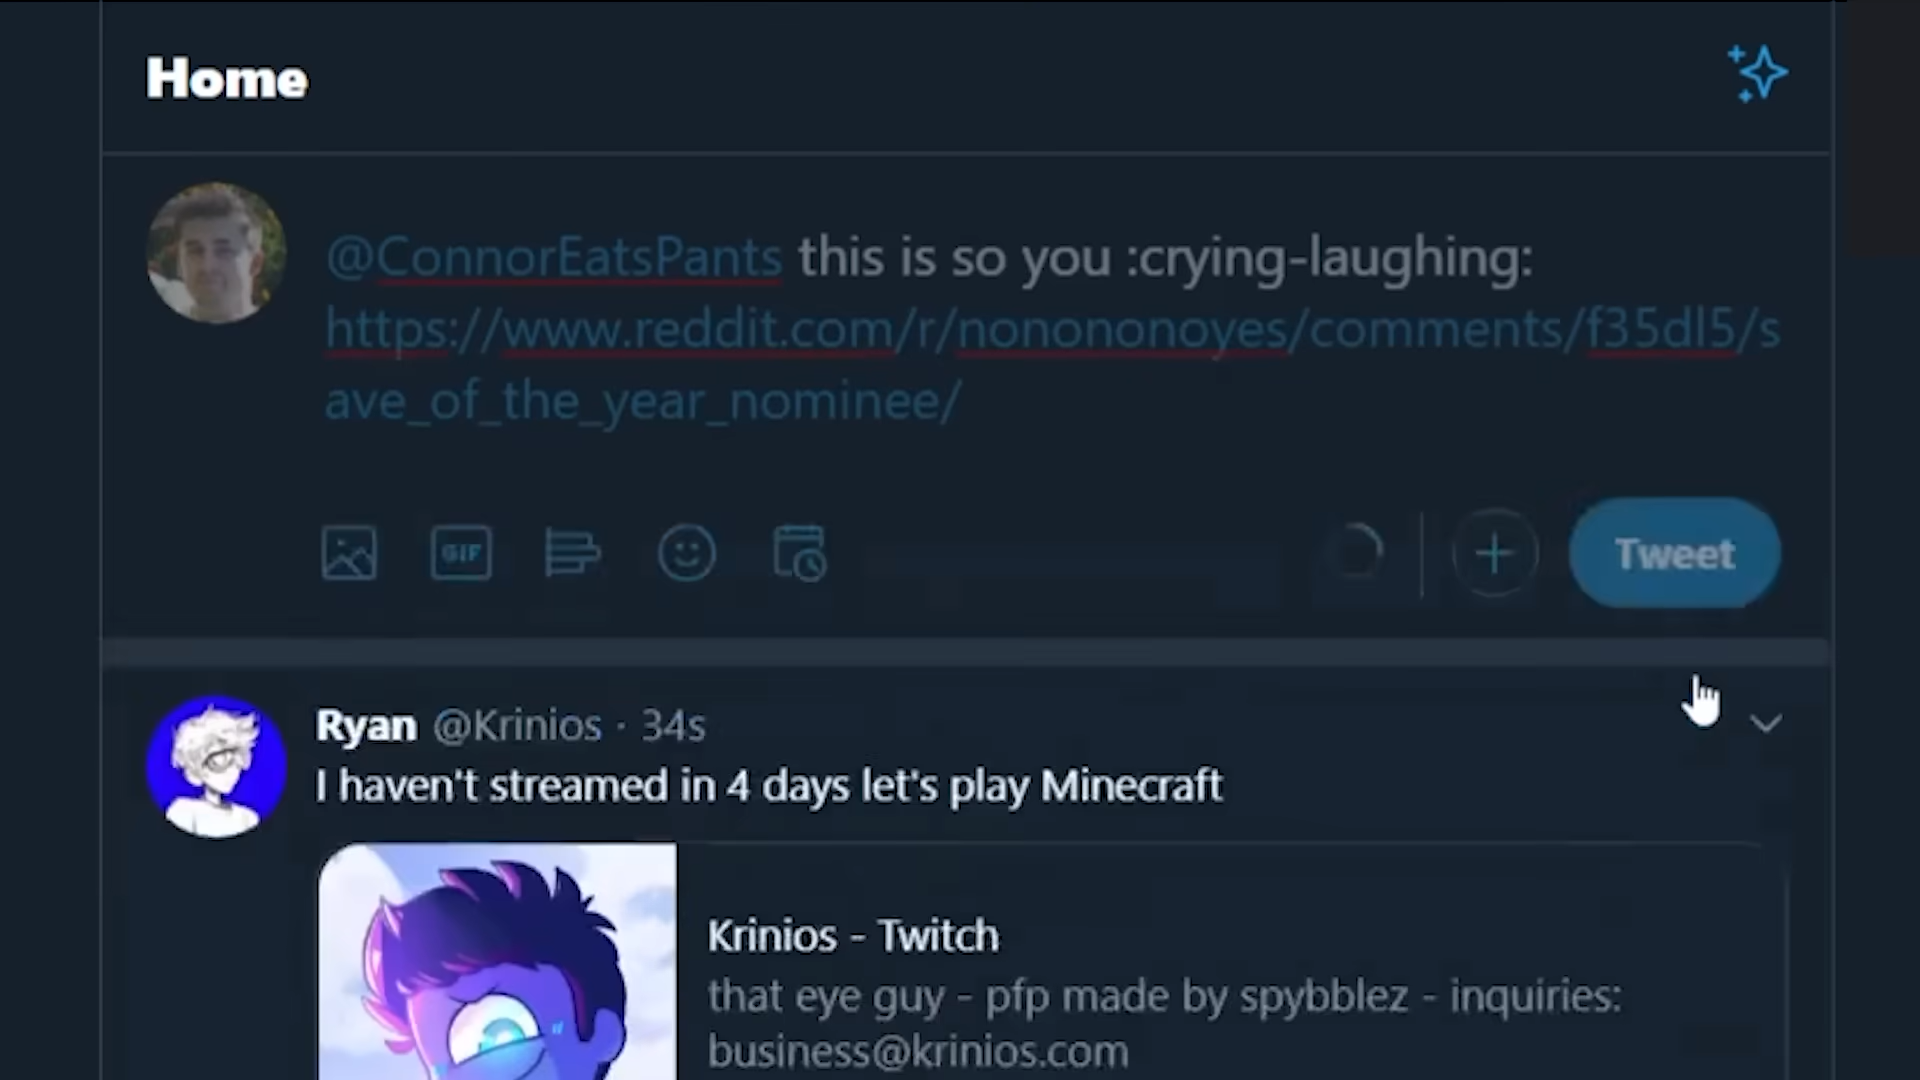 Home
@ConnorEatsPants this is so you :crying-laughing:
https://www.reddit.com/r/nonononoyes/comments/f35dl5/s
ave_of_the_year_nominee/
GIF
Tweet
Ryan @Krinios · 34s
I haven't streamed in 4 days let's play Minecraft
Krinios - Twitch
that eye guy - pfp made by spybblez - inquiries:
business@krinios.com